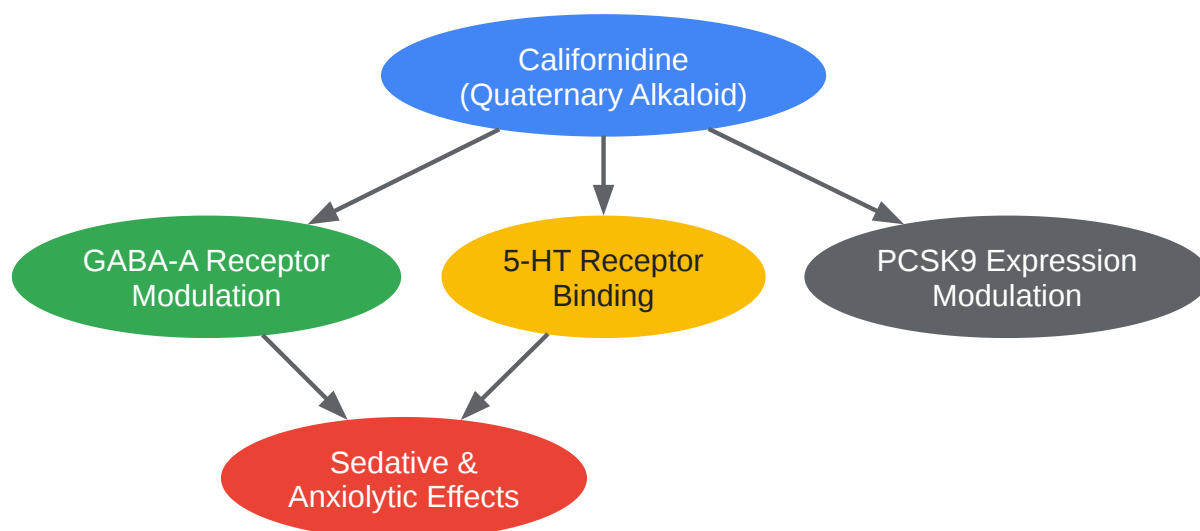 Californidine
(Quaternary Alkaloid)
GABA-A Receptor
Modulation
5-HT Receptor
Binding
PCSK9 Expression
Modulation
Sedative &
Anxiolytic Effects